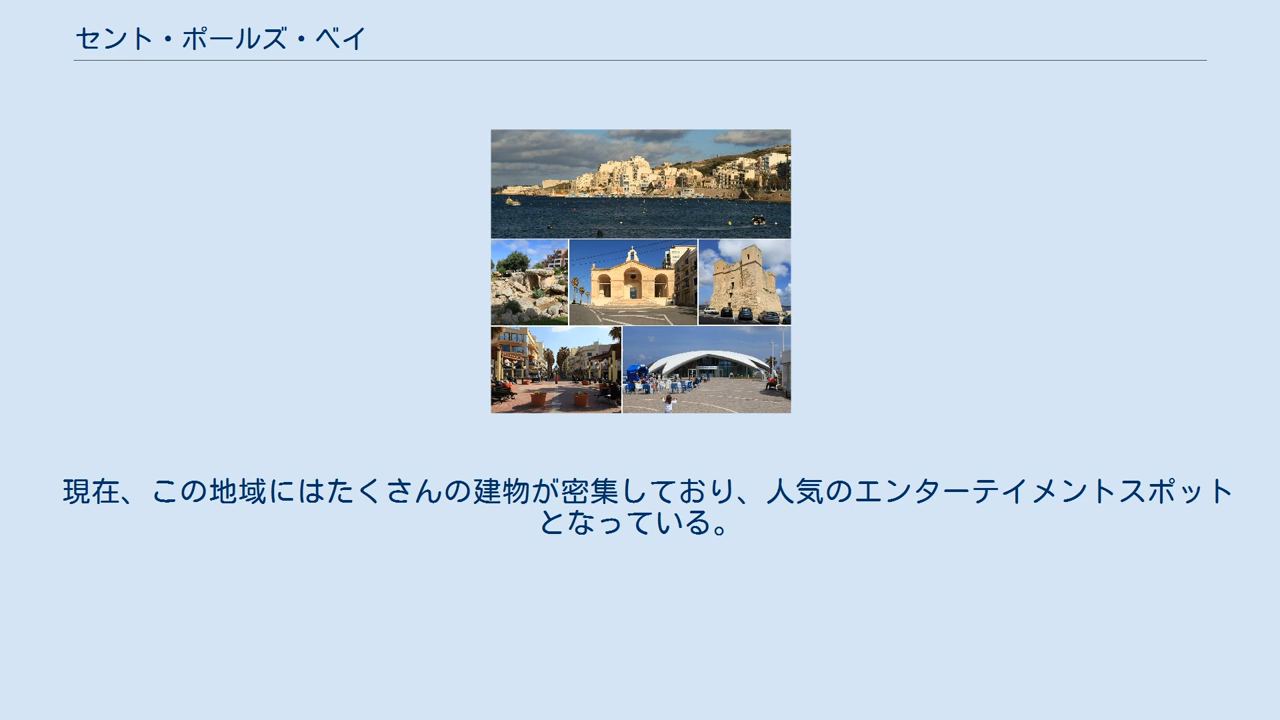 セント・ポールズ・ベイ
現在、この地域にはたくさんの建物が密集しており、人気のエンターテイメントスポット
となっている。